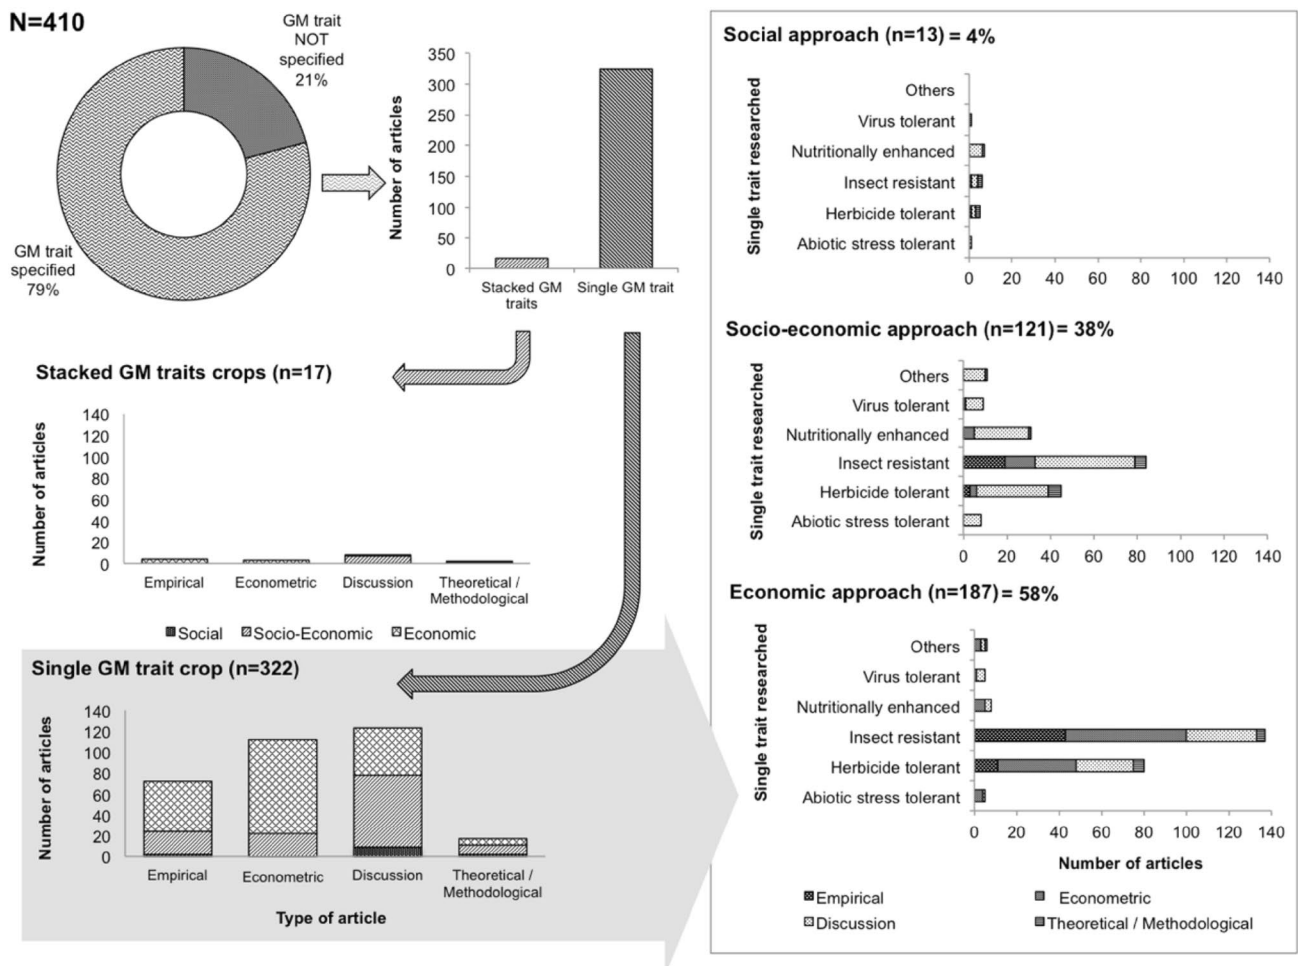 N=410
GM trait
NOT
specified
21%
GM trait
specified
79%
Number of articles
350
300
250
200
150
100
50
0
Stacked GM
traits
Single GM trait
Stacked GM traits crops (n=17)
Number of articles
140
120
100
80
60
40
20
0
Empirical
Econometric
Discussion
Theoretical /
Methodological
Social
Socio-Economic
Economic
Single GM trait crop (n=322)
Number of articles
140
120
100
80
60
40
20
0
Empirical
Econometric
Discussion
Theoretical /
Methodological
Type of article
Social approach (n=13) = 4%
Single trait researched
Others
Virus tolerant
Nutritionally enhanced
Insect resistant
Herbicide tolerant
Abiotic stress tolerant
0 20 40 60 80 100 120 140
Socio-economic approach (n=121) = 38%
Single trait researched
Others
Virus tolerant
Nutritionally enhanced
Insect resistant
Herbicide tolerant
Abiotic stress tolerant
0 20 40 60 80 100 120 140
Economic approach (n=187) = 58%
Single trait researched
Others
Virus tolerant
Nutritionally enhanced
Insect resistant
Herbicide tolerant
Abiotic stress tolerant
0 20 40 60 80 100 120 140
Number of articles
Empirical
Econometric
Discussion
Theoretical / Methodological